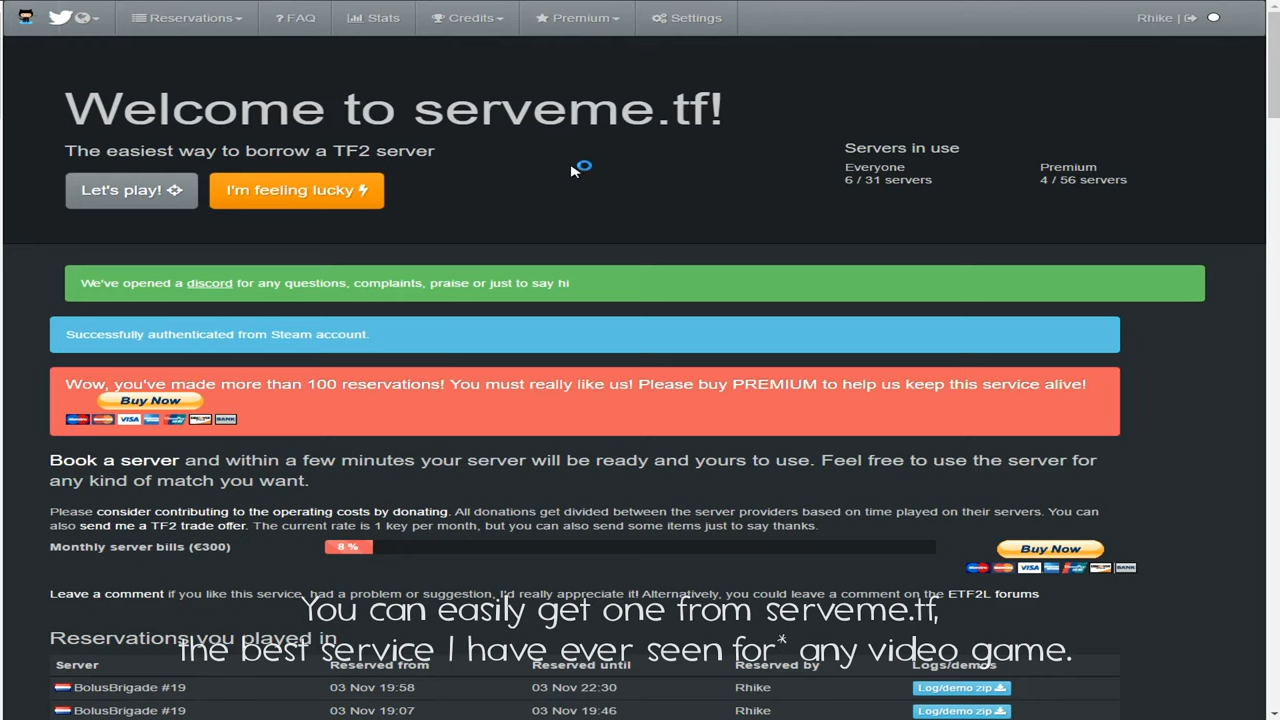 Reservations ? FAQ Stats Credits Premium Settings Rhike |
Welcome to serveme.tf!
The easiest way to borrow a TF2 server
Let's play! I'm feeling lucky
Servers in use
Everyone Premium
6 / 31 servers 4 / 56 servers
We've opened a discord for any questions, complaints, praise or just to say hi
Successfully authenticated from Steam account.
Wow, you've made more than 100 reservations! You must really like us! Please buy PREMIUM to help us keep this service alive!
Buy Now
VISA BANK
Book a server and within a few minutes your server will be ready and yours to use. Feel free to use the server for
any kind of match you want.
Please consider contributing to the operating costs by donating. All donations get divided between the server providers based on time played on their servers. You can
also send me a TF2 trade offer. The current rate is 1 key per month, but you can also send some items just to say thanks.
Monthly server bills (€300) 8 % Buy Now
VISA BANK
Leave a comment if you like this service, had a problem or suggestion, I'd really appreciate it! Alternatively, you could leave a comment on the ETF2L forums
You can easily get one from serveme.tf,
Reservations you played in
the best service I have ever seen for* any video game.
Server Reserved from Reserved until Reserved by Logs/demos
BolusBrigade #19 03 Nov 19:58 03 Nov 22:30 Rhike Log/demo zip
BolusBrigade #19 03 Nov 19:07 03 Nov 19:46 Rhike Log/demo zip